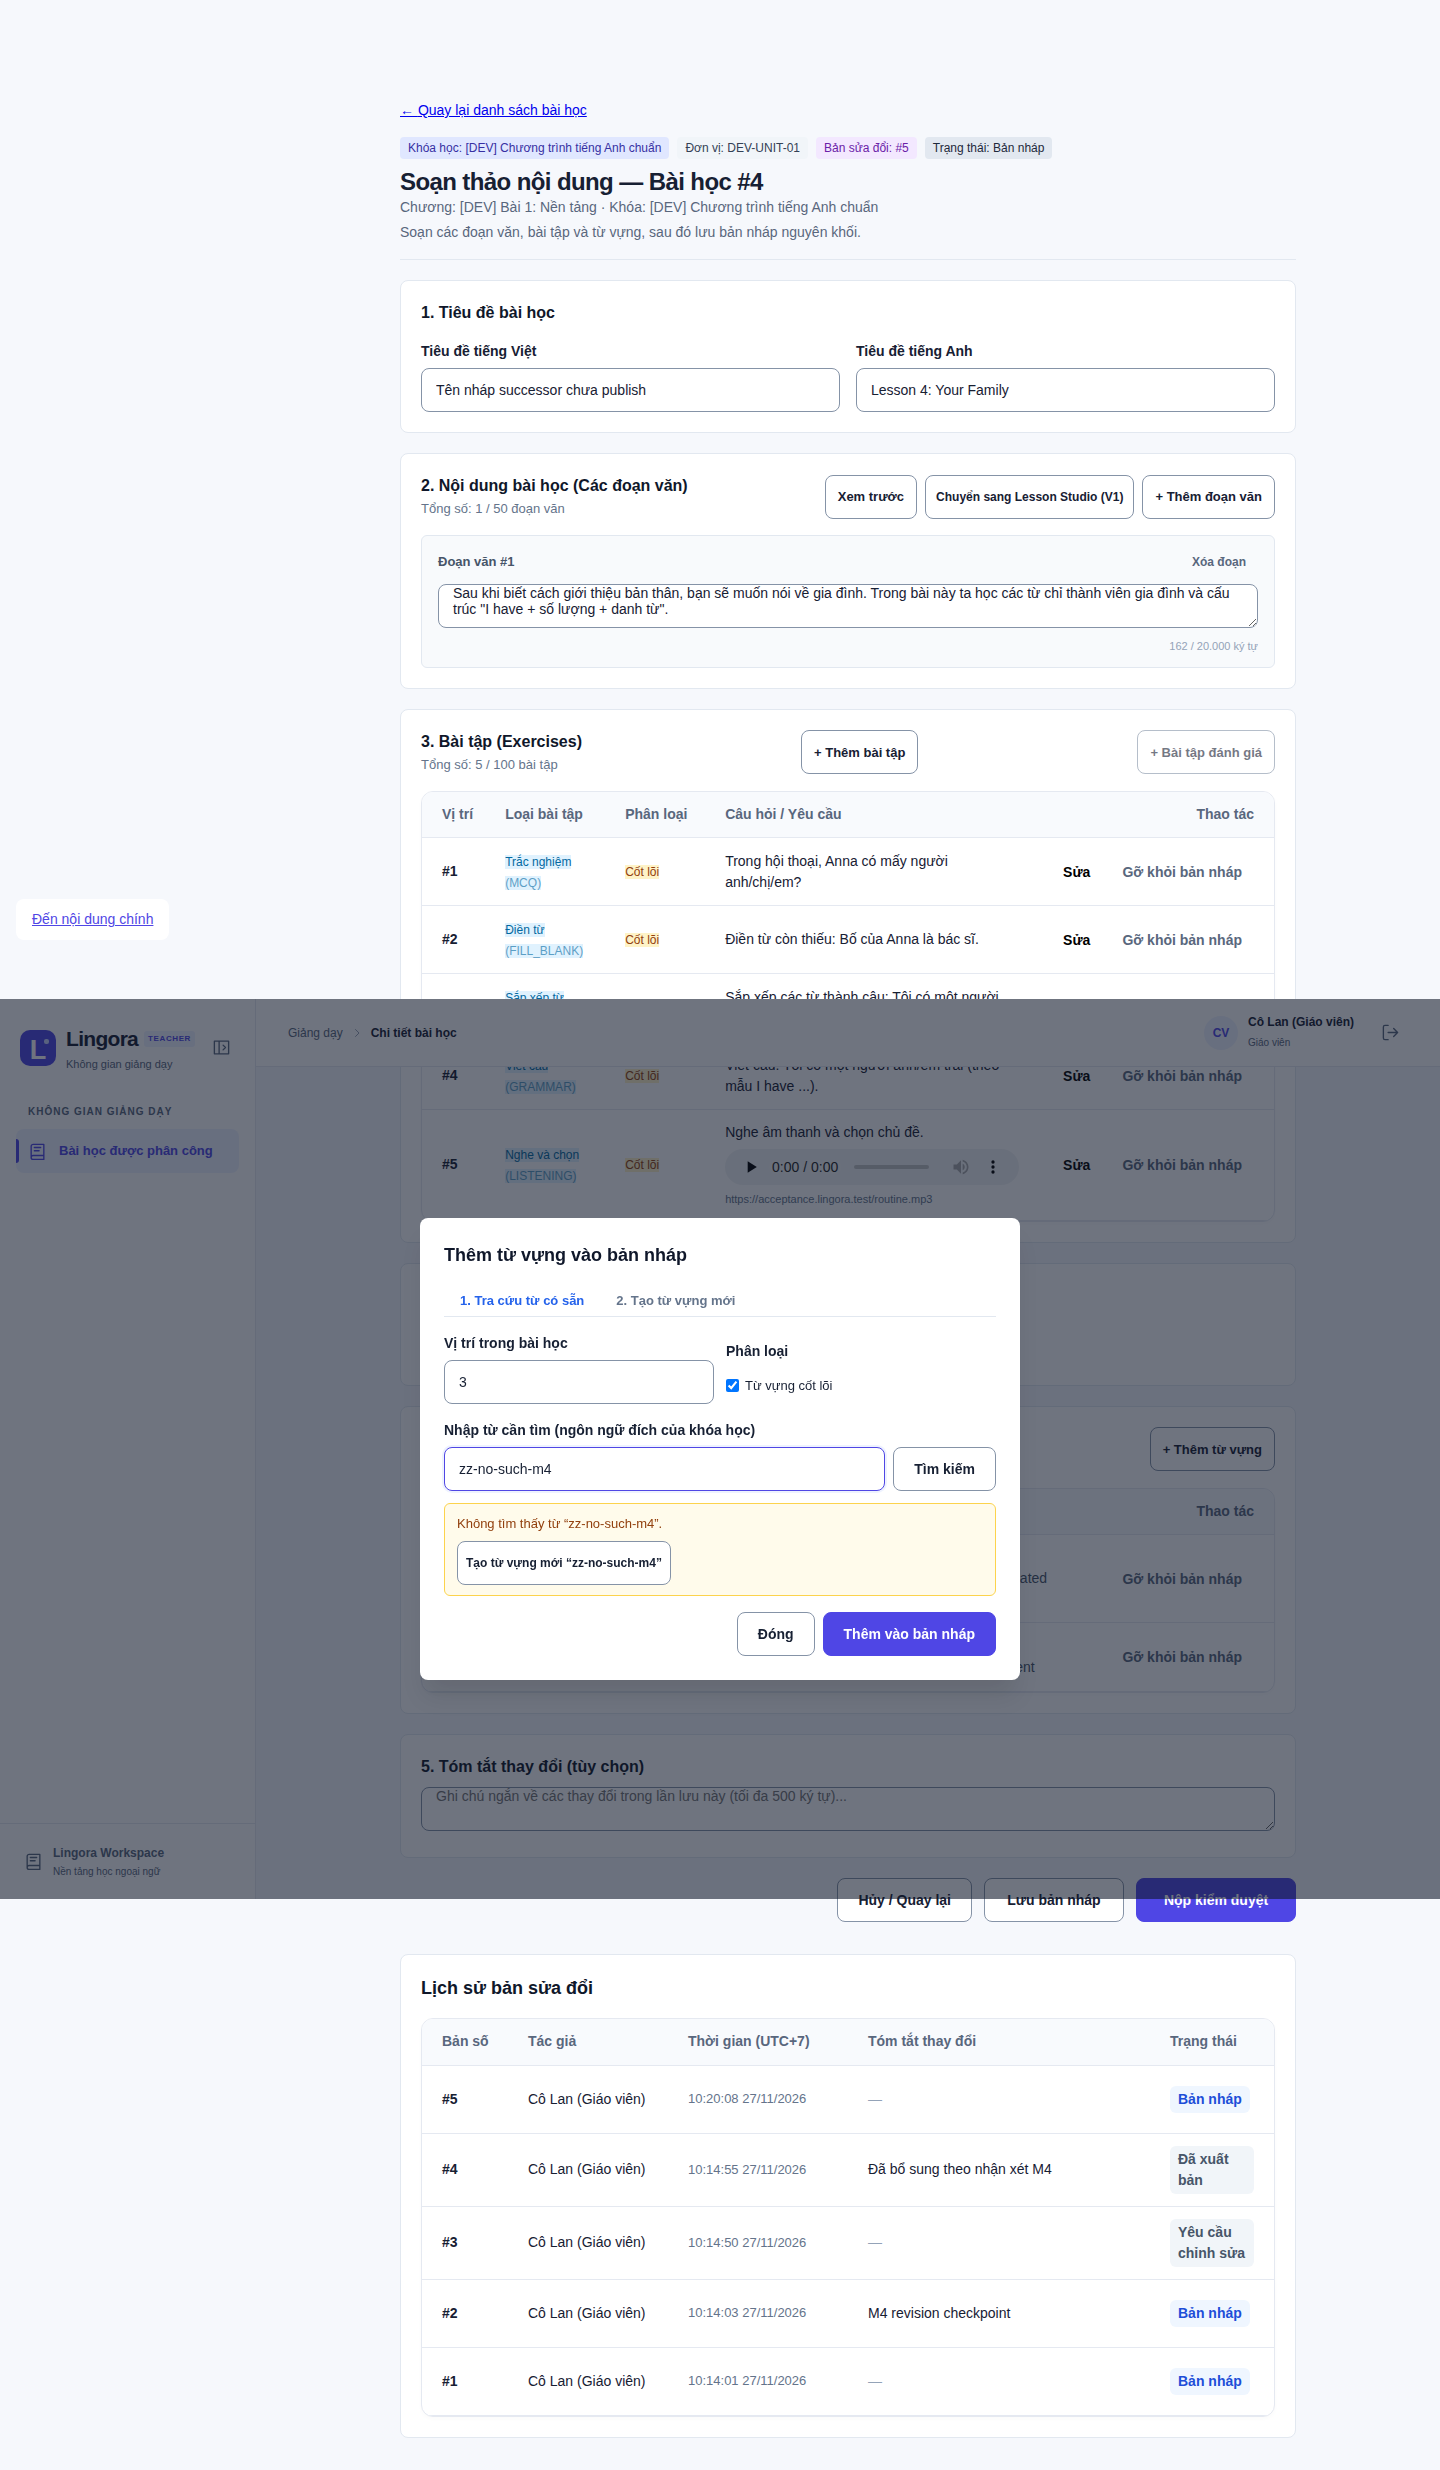 ← Quay lại danh sách bài học
Khóa học: [DEV] Chương trình tiếng Anh chuẩn
Đơn vị: DEV-UNIT-01
Bản sửa đổi: #5
Trạng thái: Bản nháp
Soạn thảo nội dung — Bài học #4
Chương: [DEV] Bài 1: Nền tảng · Khóa: [DEV] Chương trình tiếng Anh chuẩn
Soạn các đoạn văn, bài tập và từ vựng, sau đó lưu bản nháp nguyên khối.
1. Tiêu đề bài học
Tiêu đề tiếng Việt
Tiêu đề tiếng Anh
Tên nháp successor chưa publish
Lesson 4: Your Family
2. Nội dung bài học (Các đoạn văn)
Tổng số: 1 / 50 đoạn văn
Xem trước
Chuyển sang Lesson Studio (V1)
+ Thêm đoạn văn
Đoạn văn #1
Xóa đoạn
Sau khi biết cách giới thiệu bản thân, bạn sẽ muốn nói về gia đình. Trong bài này ta học các từ chỉ thành viên gia đình và cấu
trúc "I have + số lượng + danh từ".
162 / 20.000 ký tự
3. Bài tập (Exercises)
Tổng số: 5 / 100 bài tập
+ Thêm bài tập
+ Bài tập đánh giá
Vị trí
Loại bài tập
Phân loại
Câu hỏi / Yêu cầu
Thao tác
#1
Trắc nghiệm
(MCQ)
Cốt lõi
Trong hội thoại, Anna có mấy người
anh/chị/em?
Sửa
Gỡ khỏi bản nháp
#2
Điền từ
(FILL_BLANK)
Cốt lõi
Điền từ còn thiếu: Bố của Anna là bác sĩ.
Sửa
Gỡ khỏi bản nháp
Đến nội dung chính
Sắp xếp từ
Sắp xếp các từ thành câu: Tôi có một người
Lingora
TEACHER
Không gian giảng dạy
Giảng dạy
Chi tiết bài học
CV
Cô Lan (Giáo viên)
Giáo viên
KHÔNG GIAN GIẢNG DẠY
Bài học được phân công
#4
Viết câu
(GRAMMAR)
Cốt lõi
Viết câu: Tôi có một người anh/em trai (theo
mẫu I have ...).
Sửa
Gỡ khỏi bản nháp
#5
Nghe và chọn
(LISTENING)
Cốt lõi
Nghe âm thanh và chọn chủ đề.
0:00 / 0:00
https://acceptance.lingora.test/routine.mp3
Sửa
Gỡ khỏi bản nháp
Thêm từ vựng vào bản nháp
1. Tra cứu từ có sẵn
2. Tạo từ vựng mới
Vị trí trong bài học
Phân loại
3
Từ vựng cốt lõi
Nhập từ cần tìm (ngôn ngữ đích của khóa học)
zz-no-such-m4
Tìm kiếm
Không tìm thấy từ “zz-no-such-m4”.
Tạo từ vựng mới “zz-no-such-m4”
Đóng
Thêm vào bản nháp
+ Thêm từ vựng
Thao tác
ated
Gỡ khỏi bản nháp
ent
Gỡ khỏi bản nháp
5. Tóm tắt thay đổi (tùy chọn)
Ghi chú ngắn về các thay đổi trong lần lưu này (tối đa 500 ký tự)...
Lingora Workspace
Nền tảng học ngoại ngữ
Hủy / Quay lại
Lưu bản nháp
Nộp kiểm duyệt
Lịch sử bản sửa đổi
Bản số
Tác giả
Thời gian (UTC+7)
Tóm tắt thay đổi
Trạng thái
#5
Cô Lan (Giáo viên)
10:20:08 27/11/2026
—
Bản nháp
#4
Cô Lan (Giáo viên)
10:14:55 27/11/2026
Đã bổ sung theo nhận xét M4
Đã xuất
bản
#3
Cô Lan (Giáo viên)
10:14:50 27/11/2026
—
Yêu cầu
chỉnh sửa
#2
Cô Lan (Giáo viên)
10:14:03 27/11/2026
M4 revision checkpoint
Bản nháp
#1
Cô Lan (Giáo viên)
10:14:01 27/11/2026
—
Bản nháp